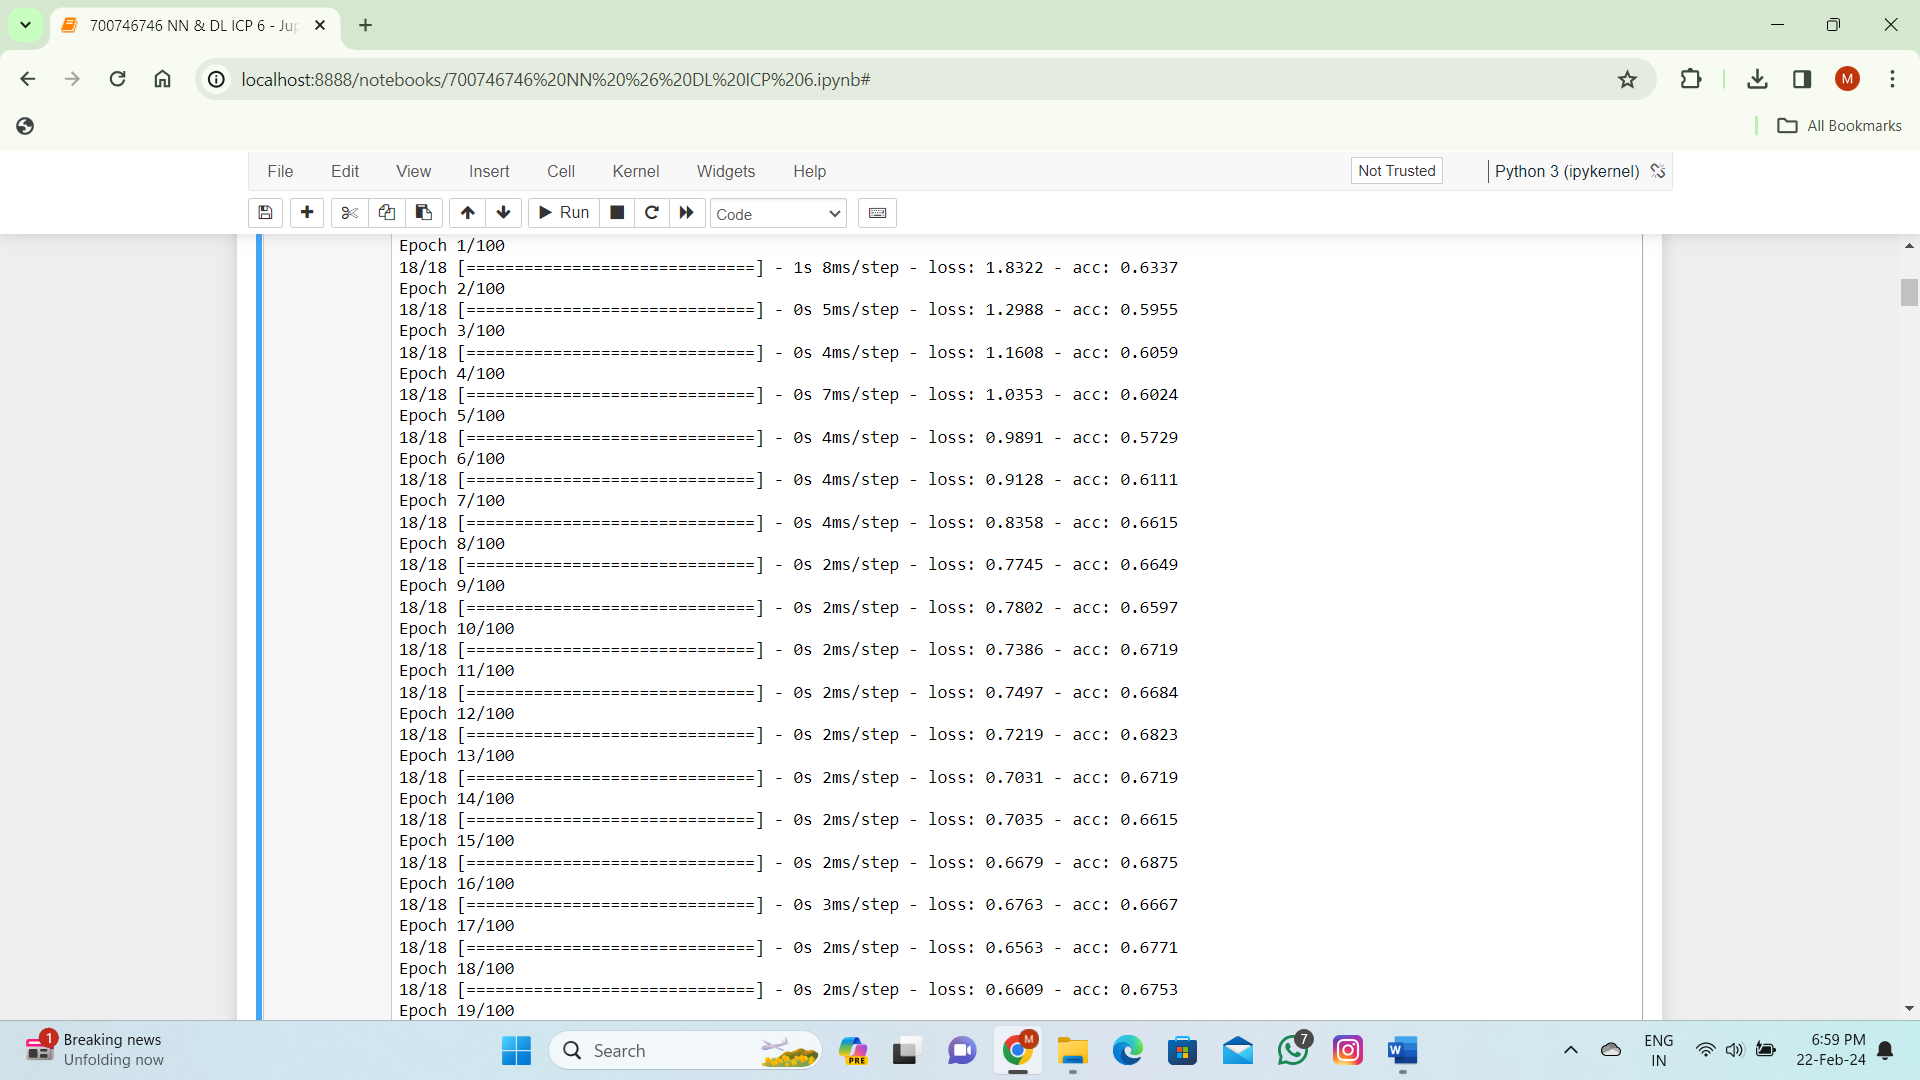 700746746 NN & DL ICP 6 - Jup
localhost:8888/notebooks/700746746%20NN%20%26%20DL%20ICP%206.ipynb#
M
All Bookmarks
File Edit View Insert Cell Kernel Widgets Help
Not Trusted
Python 3 (ipykernel)
Run
Code
Epoch 1/100
18/18 [==============================] - 1s 8ms/step - loss: 1.8322 - acc: 0.6337
Epoch 2/100
18/18 [==============================] - 0s 5ms/step - loss: 1.2988 - acc: 0.5955
Epoch 3/100
18/18 [==============================] - 0s 4ms/step - loss: 1.1608 - acc: 0.6059
Epoch 4/100
18/18 [==============================] - 0s 7ms/step - loss: 1.0353 - acc: 0.6024
Epoch 5/100
18/18 [==============================] - 0s 4ms/step - loss: 0.9891 - acc: 0.5729
Epoch 6/100
18/18 [==============================] - 0s 4ms/step - loss: 0.9128 - acc: 0.6111
Epoch 7/100
18/18 [==============================] - 0s 4ms/step - loss: 0.8358 - acc: 0.6615
Epoch 8/100
18/18 [==============================] - 0s 2ms/step - loss: 0.7745 - acc: 0.6649
Epoch 9/100
18/18 [==============================] - 0s 2ms/step - loss: 0.7802 - acc: 0.6597
Epoch 10/100
18/18 [==============================] - 0s 2ms/step - loss: 0.7386 - acc: 0.6719
Epoch 11/100
18/18 [==============================] - 0s 2ms/step - loss: 0.7497 - acc: 0.6684
Epoch 12/100
18/18 [==============================] - 0s 2ms/step - loss: 0.7219 - acc: 0.6823
Epoch 13/100
18/18 [==============================] - 0s 2ms/step - loss: 0.7031 - acc: 0.6719
Epoch 14/100
18/18 [==============================] - 0s 2ms/step - loss: 0.7035 - acc: 0.6615
Epoch 15/100
18/18 [==============================] - 0s 2ms/step - loss: 0.6679 - acc: 0.6875
Epoch 16/100
18/18 [==============================] - 0s 3ms/step - loss: 0.6763 - acc: 0.6667
Epoch 17/100
18/18 [==============================] - 0s 2ms/step - loss: 0.6563 - acc: 0.6771
Epoch 18/100
18/18 [==============================] - 0s 2ms/step - loss: 0.6609 - acc: 0.6753
Epoch 19/100
1
Breaking news
Unfolding now
Search
PRE
M
7
W
ENG
IN
6:59 PM
22-Feb-24